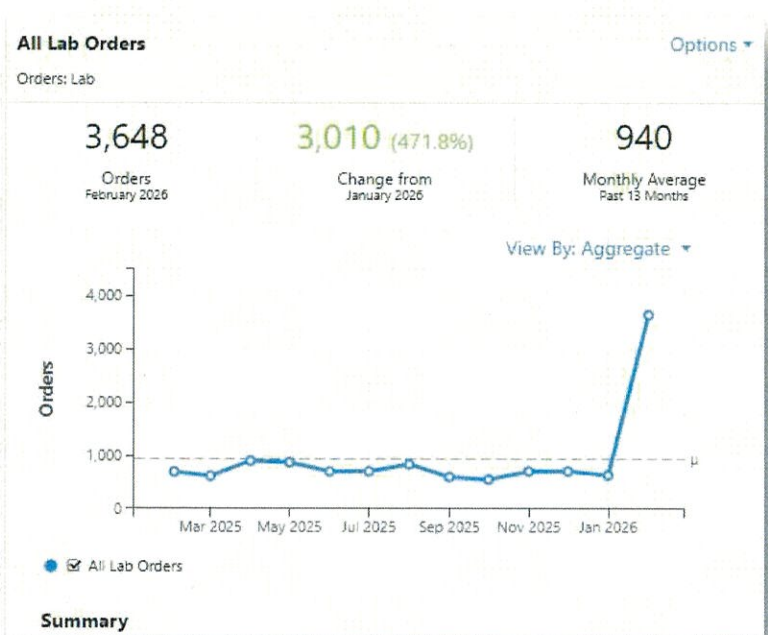 All Lab Orders
Options
Orders: Lab
3,648
Orders
February 2026
3,010 (471.8%)
Change from
January 2026
940
Monthly Average
Past 13 Months
View By: Aggregate
Orders
4,000
3,000
2,000
1,000
0
μ
Mar 2025 May 2025 Jul 2025 Sep 2025 Nov 2025 Jan 2026
All Lab Orders
Summary